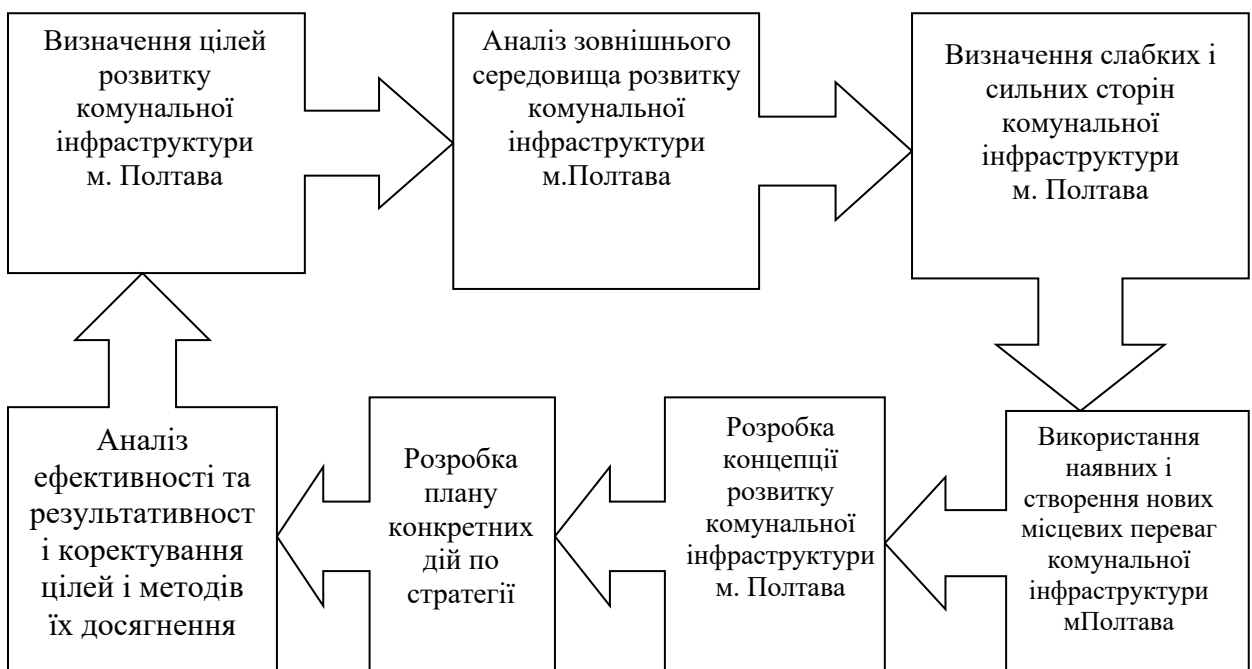 Визначення цілей
розвитку
комунальної
інфраструктури
м. Полтава
Аналіз зовнішнього
середовища розвитку
комунальної
інфраструктури
м.Полтава
Визначення слабких і
сильних сторін
комунальної
інфраструктури
м. Полтава
Використання
наявних і
створення нових
місцевих переваг
комунальної
інфраструктури
мПолтава
Розробка
концепції
розвитку
комунальної
інфраструктури
м. Полтава
Розробка
плану
конкретних
дій по
стратегії
Аналіз
ефективності та
результативност
і коректування
цілей і методів
їх досягнення